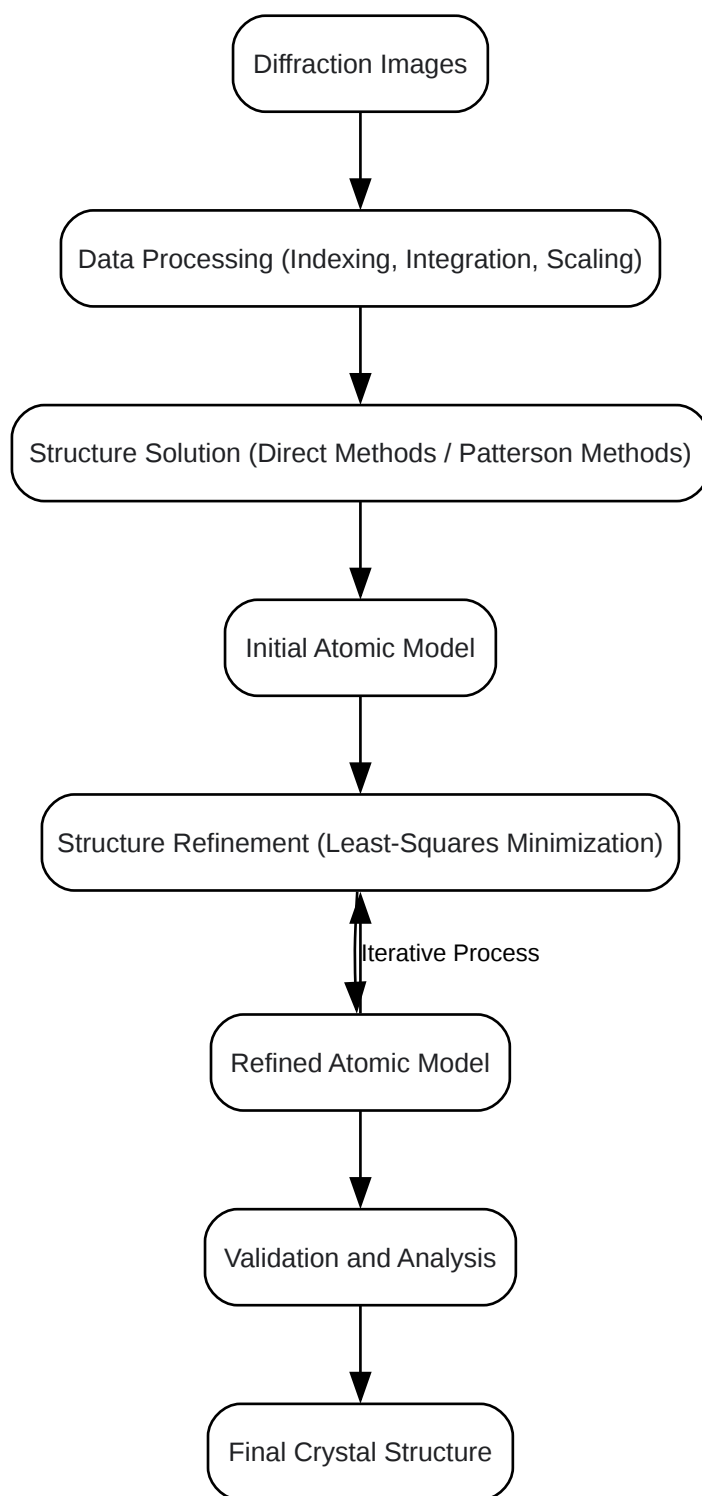 Diffraction Images
Data Processing (Indexing, Integration, Scaling)
Structure Solution (Direct Methods / Patterson Methods)
Initial Atomic Model
Structure Refinement (Least-Squares Minimization)
Iterative Process
Refined Atomic Model
Validation and Analysis
Final Crystal Structure